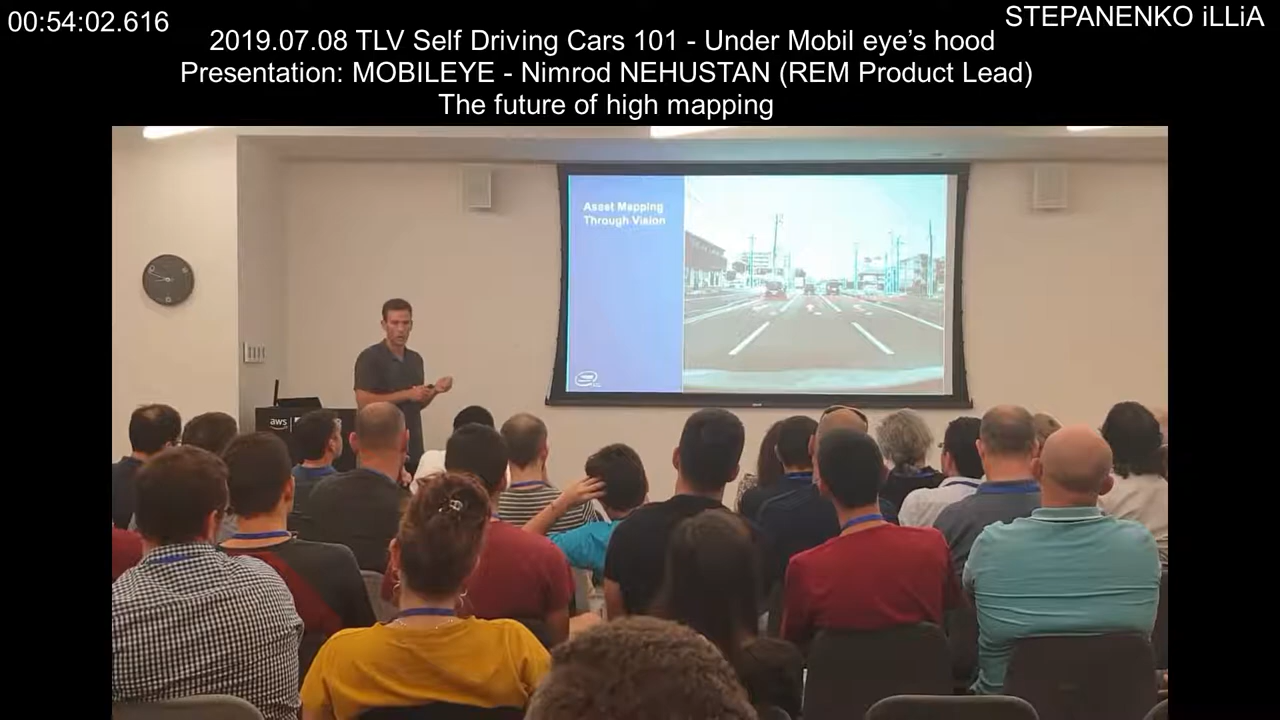 00:54:02.616
STEPANENKO iLLiA
2019.07.08 TLV Self Driving Cars 101 - Under Mobil eye’s hood
Presentation: MOBILEYE - Nimrod NEHUSTAN (REM Product Lead)
The future of high mapping
Asset Mapping
Through Vision
aws